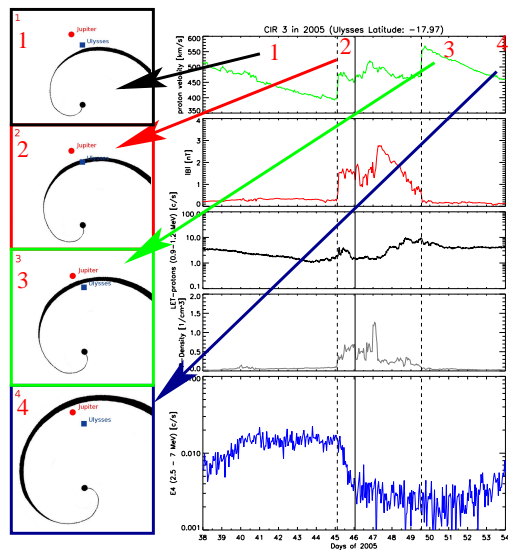 1
1
Jupiter
Ulysses
2
2
Jupiter
Ulysses
3
3
Jupiter
Ulysses
4
4
Jupiter
Ulysses
CIR 3 in 2005 (Ulysses Latitude: -17.97)
proton velocity [km/s]
600
550
500
450
400
350
1
2
3
4
|B| [nT]
4
3
2
1
0
LET-protons (0.9-1.2 MeV) [c/s]
100.0
10.0
1.0
0.1
-Density [1/cm3]
1.5
1.0
0.5
0.0
E4 (2.5 - 7 MeV) [c/s]
0.010
0.001
38 39 40 41 42 43 44 45 46 47 48 49 50 51 52 53 54
Days of 2005